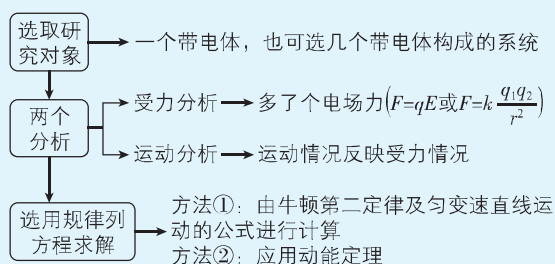 选取研
究对象
一个带电体，也可选几个带电体构成的系统
两个
分析
受力分析
多了个电场力(F=qE或F=k q₁q₂/r²)
运动分析
运动情况反映受力情况
选用规律列
方程求解
方法①：由牛顿第二定律及匀变速直线运
动的公式进行计算
方法②：应用动能定理